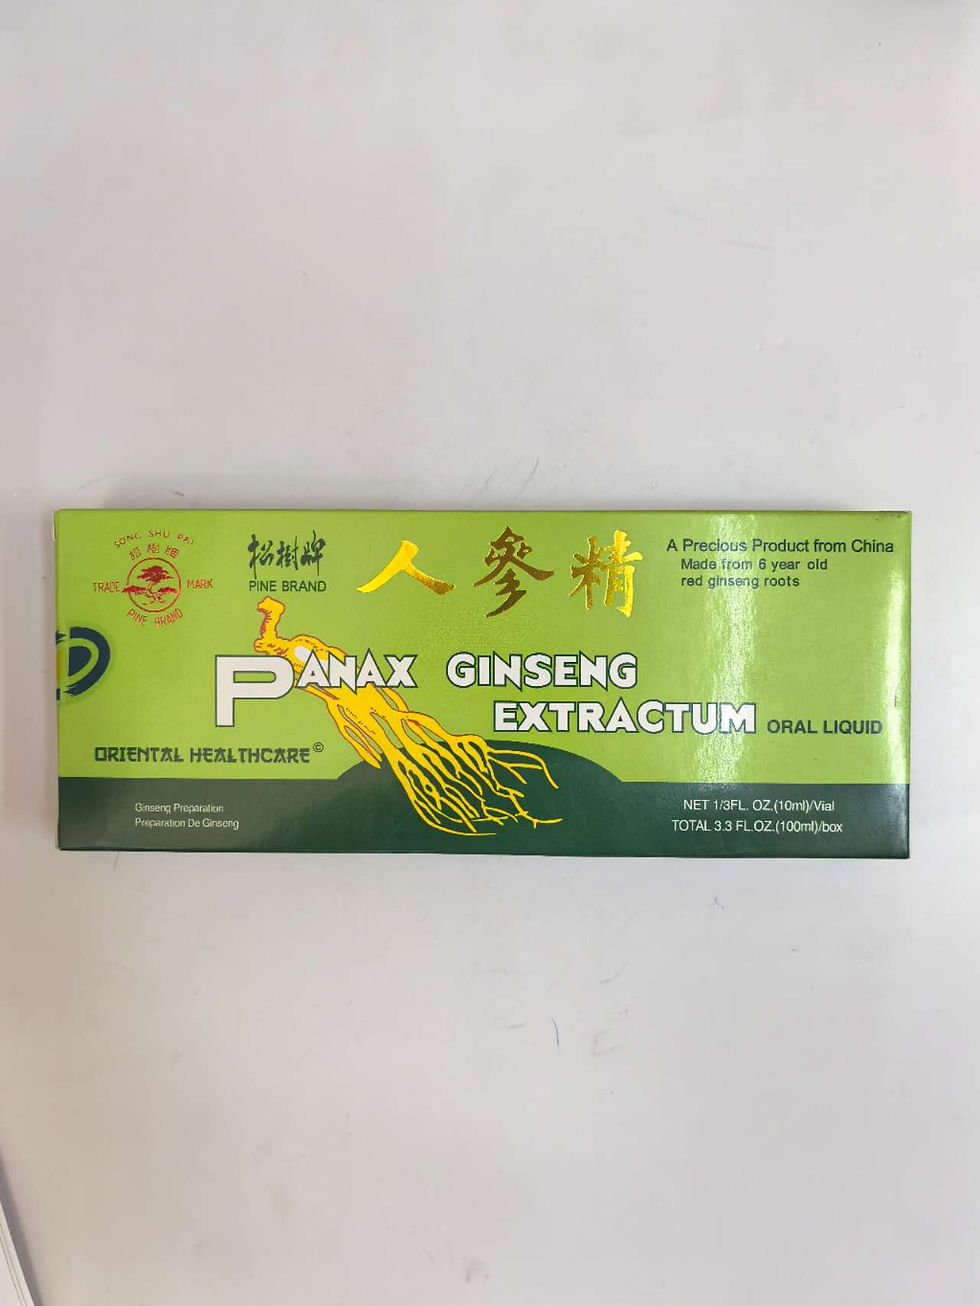 SONG SHU PAI
松樹牌
TRADE MARK
PINE BRAND
松樹牌
PINE BRAND
人參精
A Precious Product from China
Made from 6 year old
red ginseng roots
PANAX GINSENG
EXTRACTUM ORAL LIQUID
ORIENTAL HEALTHCARE©
Ginseng Preparation
Preparation De Ginseng
NET 1/3FL. OZ.(10ml)/Vial
TOTAL 3.3 FL.OZ.(100ml)/box